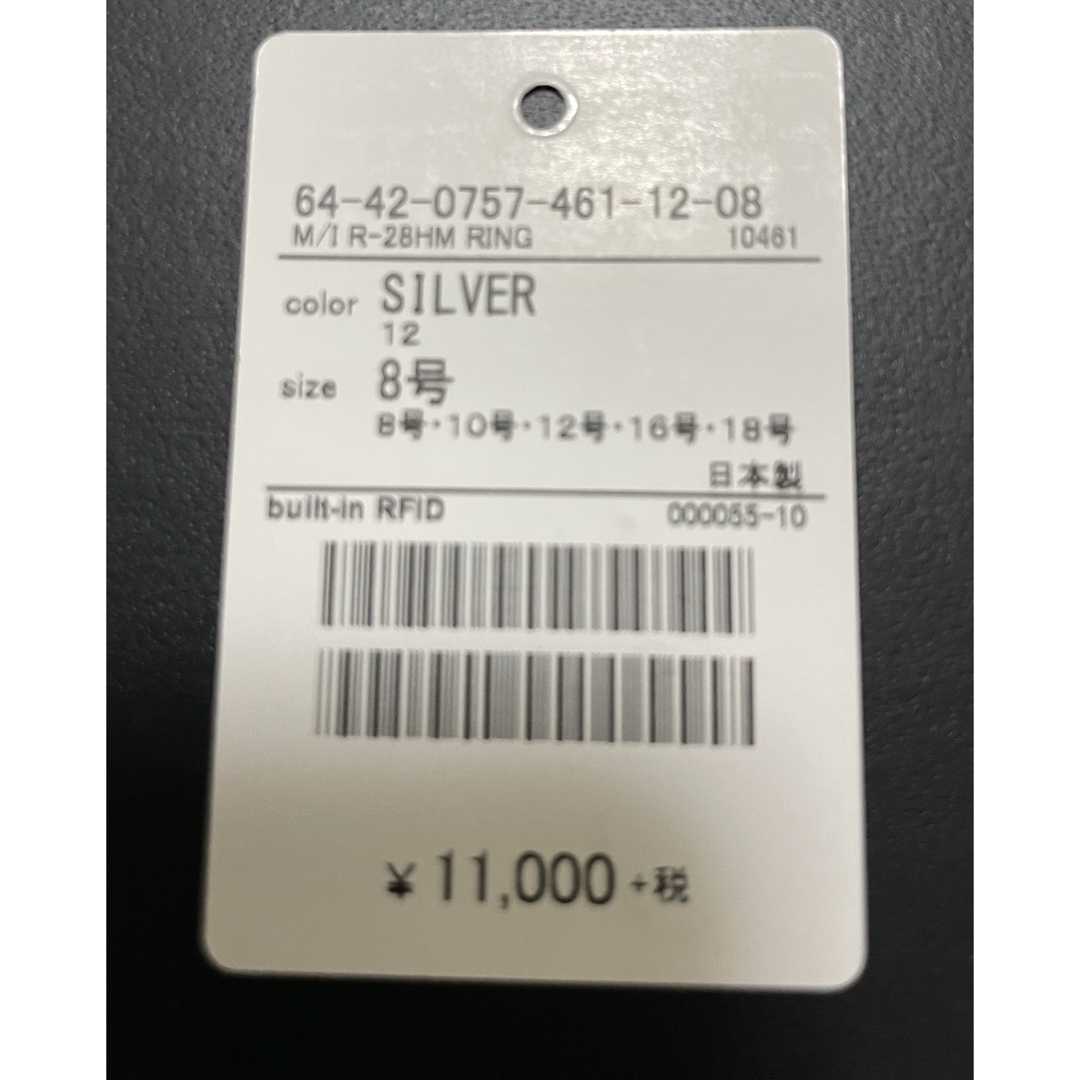 64-42-0757-461-12-08
M/I R-28HM RING 10461
color SILVER
12
size 8号
8号・10号・12号・16号・18号
日本製
built-in RFID 000055-10
¥ 11,000 +税